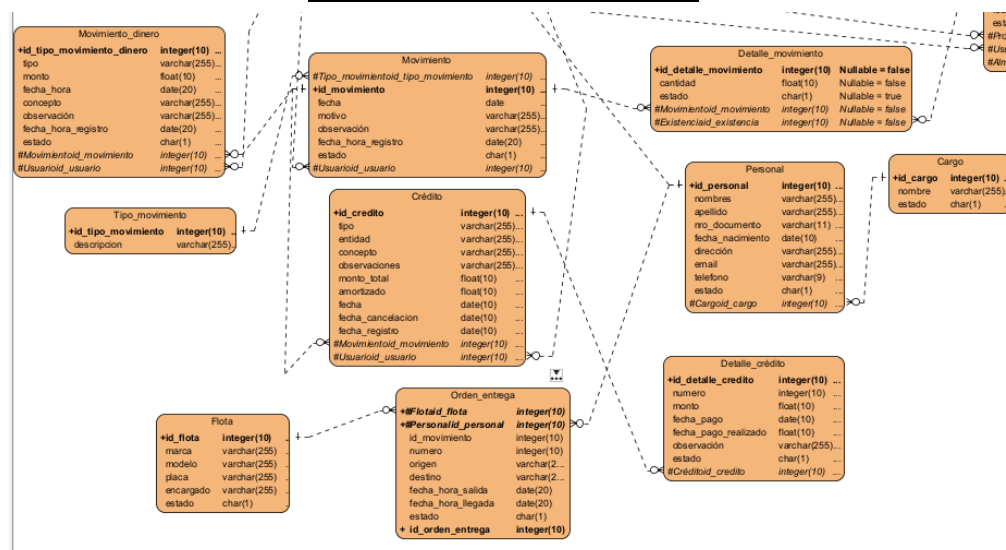 Movimiento_dinero
+id_tipo_movimiento_dinero integer(10) ...
tipo varchar(255)...
monto float(10) ...
fecha_hora date(20) ...
concepto varchar(255)...
observación varchar(255)...
fecha_hora_registro date(20) ...
estado char(1) ...
#Movimientoid_movimiento integer(10) ...
#Usuarioid_usuario integer(10) ...
Movimiento
#Tipo_movimientoid_tipo_movimiento integer(10) ...
+id_movimiento integer(10) ...
fecha date ...
motivo varchar(255)...
observación varchar(255)...
fecha_hora_registro date(20) ...
estado char(1) ...
#Usuarioid_usuario integer(10) ...
Detalle_movimiento
+id_detalle_movimiento integer(10) Nullable = false
cantidad float(10) Nullable = false
estado char(1) Nullable = true
#Movimientoid_movimiento integer(10) Nullable = false
#Existenciaid_existencia integer(10) Nullable = false
est
#Pro
#Usu
#Alm
Tipo_movimiento
+id_tipo_movimiento integer(10) ...
descripcion varchar(255)...
Crédito
+id_credito integer(10) ...
tipo varchar(255)...
entidad varchar(255)...
concepto varchar(255)...
observaciones varchar(255)...
monto_total float(10) ...
amortizado float(10) ...
fecha date(10) ...
fecha_cancelacion date(10) ...
fecha_registro date(10) ...
#Movimientoid_movimiento integer(10) ...
#Usuarioid_usuario integer(10) ...
Personal
+id_personal integer(10) ...
nombres varchar(255)...
apellido varchar(255)...
nro_documento varchar(11) ...
fecha_nacimiento date(10) ...
dirección varchar(255)...
email varchar(255)...
telefono varchar(9) ...
estado char(1) ...
#Cargoid_cargo integer(10) ...
Cargo
+id_cargo integer(10) ...
nombre varchar(255)...
estado char(1) ...
Flota
+id_flota integer(10) ...
marca varchar(255) ...
modelo varchar(255) ...
placa varchar(255) ...
encargado varchar(255) ...
estado char(1) ...
Orden_entrega
+#Flotaid_flota integer(10)
+#Personalid_personal integer(10)
id_movimiento integer(10)
numero integer(10)
origen varchar(2...
destino varchar(2...
fecha_hora_salida date(20)
fecha_hora_llegada date(20)
estado char(1)
+ id_orden_entrega integer(10)
Detalle_crédito
+id_detalle_credito integer(10) ...
numero integer(10) ...
monto float(10) ...
fecha_pago date(10) ...
fecha_pago_realizado float(10) ...
observación varchar(255)...
estado char(1) ...
#Créditoid_credito integer(10) ...